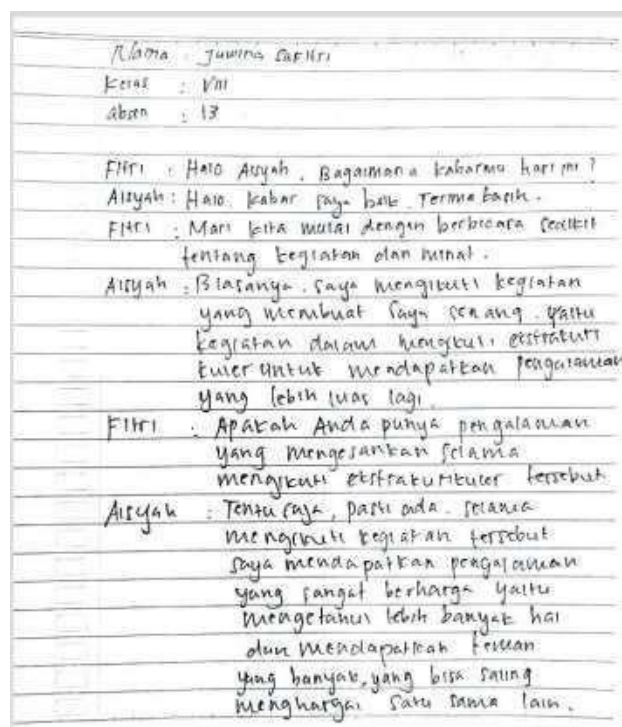 Nama : Juwina Safitri
Kelas : VIII
Absen : 13
Fitri : Halo Aisyah. Bagaimana kabarmu hari ini?
Aisyah : Halo. Kabar saya baik. Terima kasih.
Fitri : Mari kita mulai dengan berbicara sedikit
tentang kegiatan dan minat.
Aisyah : Biasanya. saya mengikuti kegiatan
yang membuat saya senang. yaitu
kegiatan dalam mengikuti ekstrakuri
kuler untuk mendapatkan pengalaman
yang lebih luas lagi.
Fitri : Apakah Anda punya pengalaman
yang mengesankan selama
mengikuti ekstrakurikuler tersebut
Aisyah : Tentu saja, pasti ada. selama
mengikuti kegiatan tersebut
saya mendapatkan pengalaman
yang sangat berharga yaitu
mengetahui lebih banyak hal
dan mendapatkan teman
yang banyak, yang bisa saling
menghargai satu sama lain.